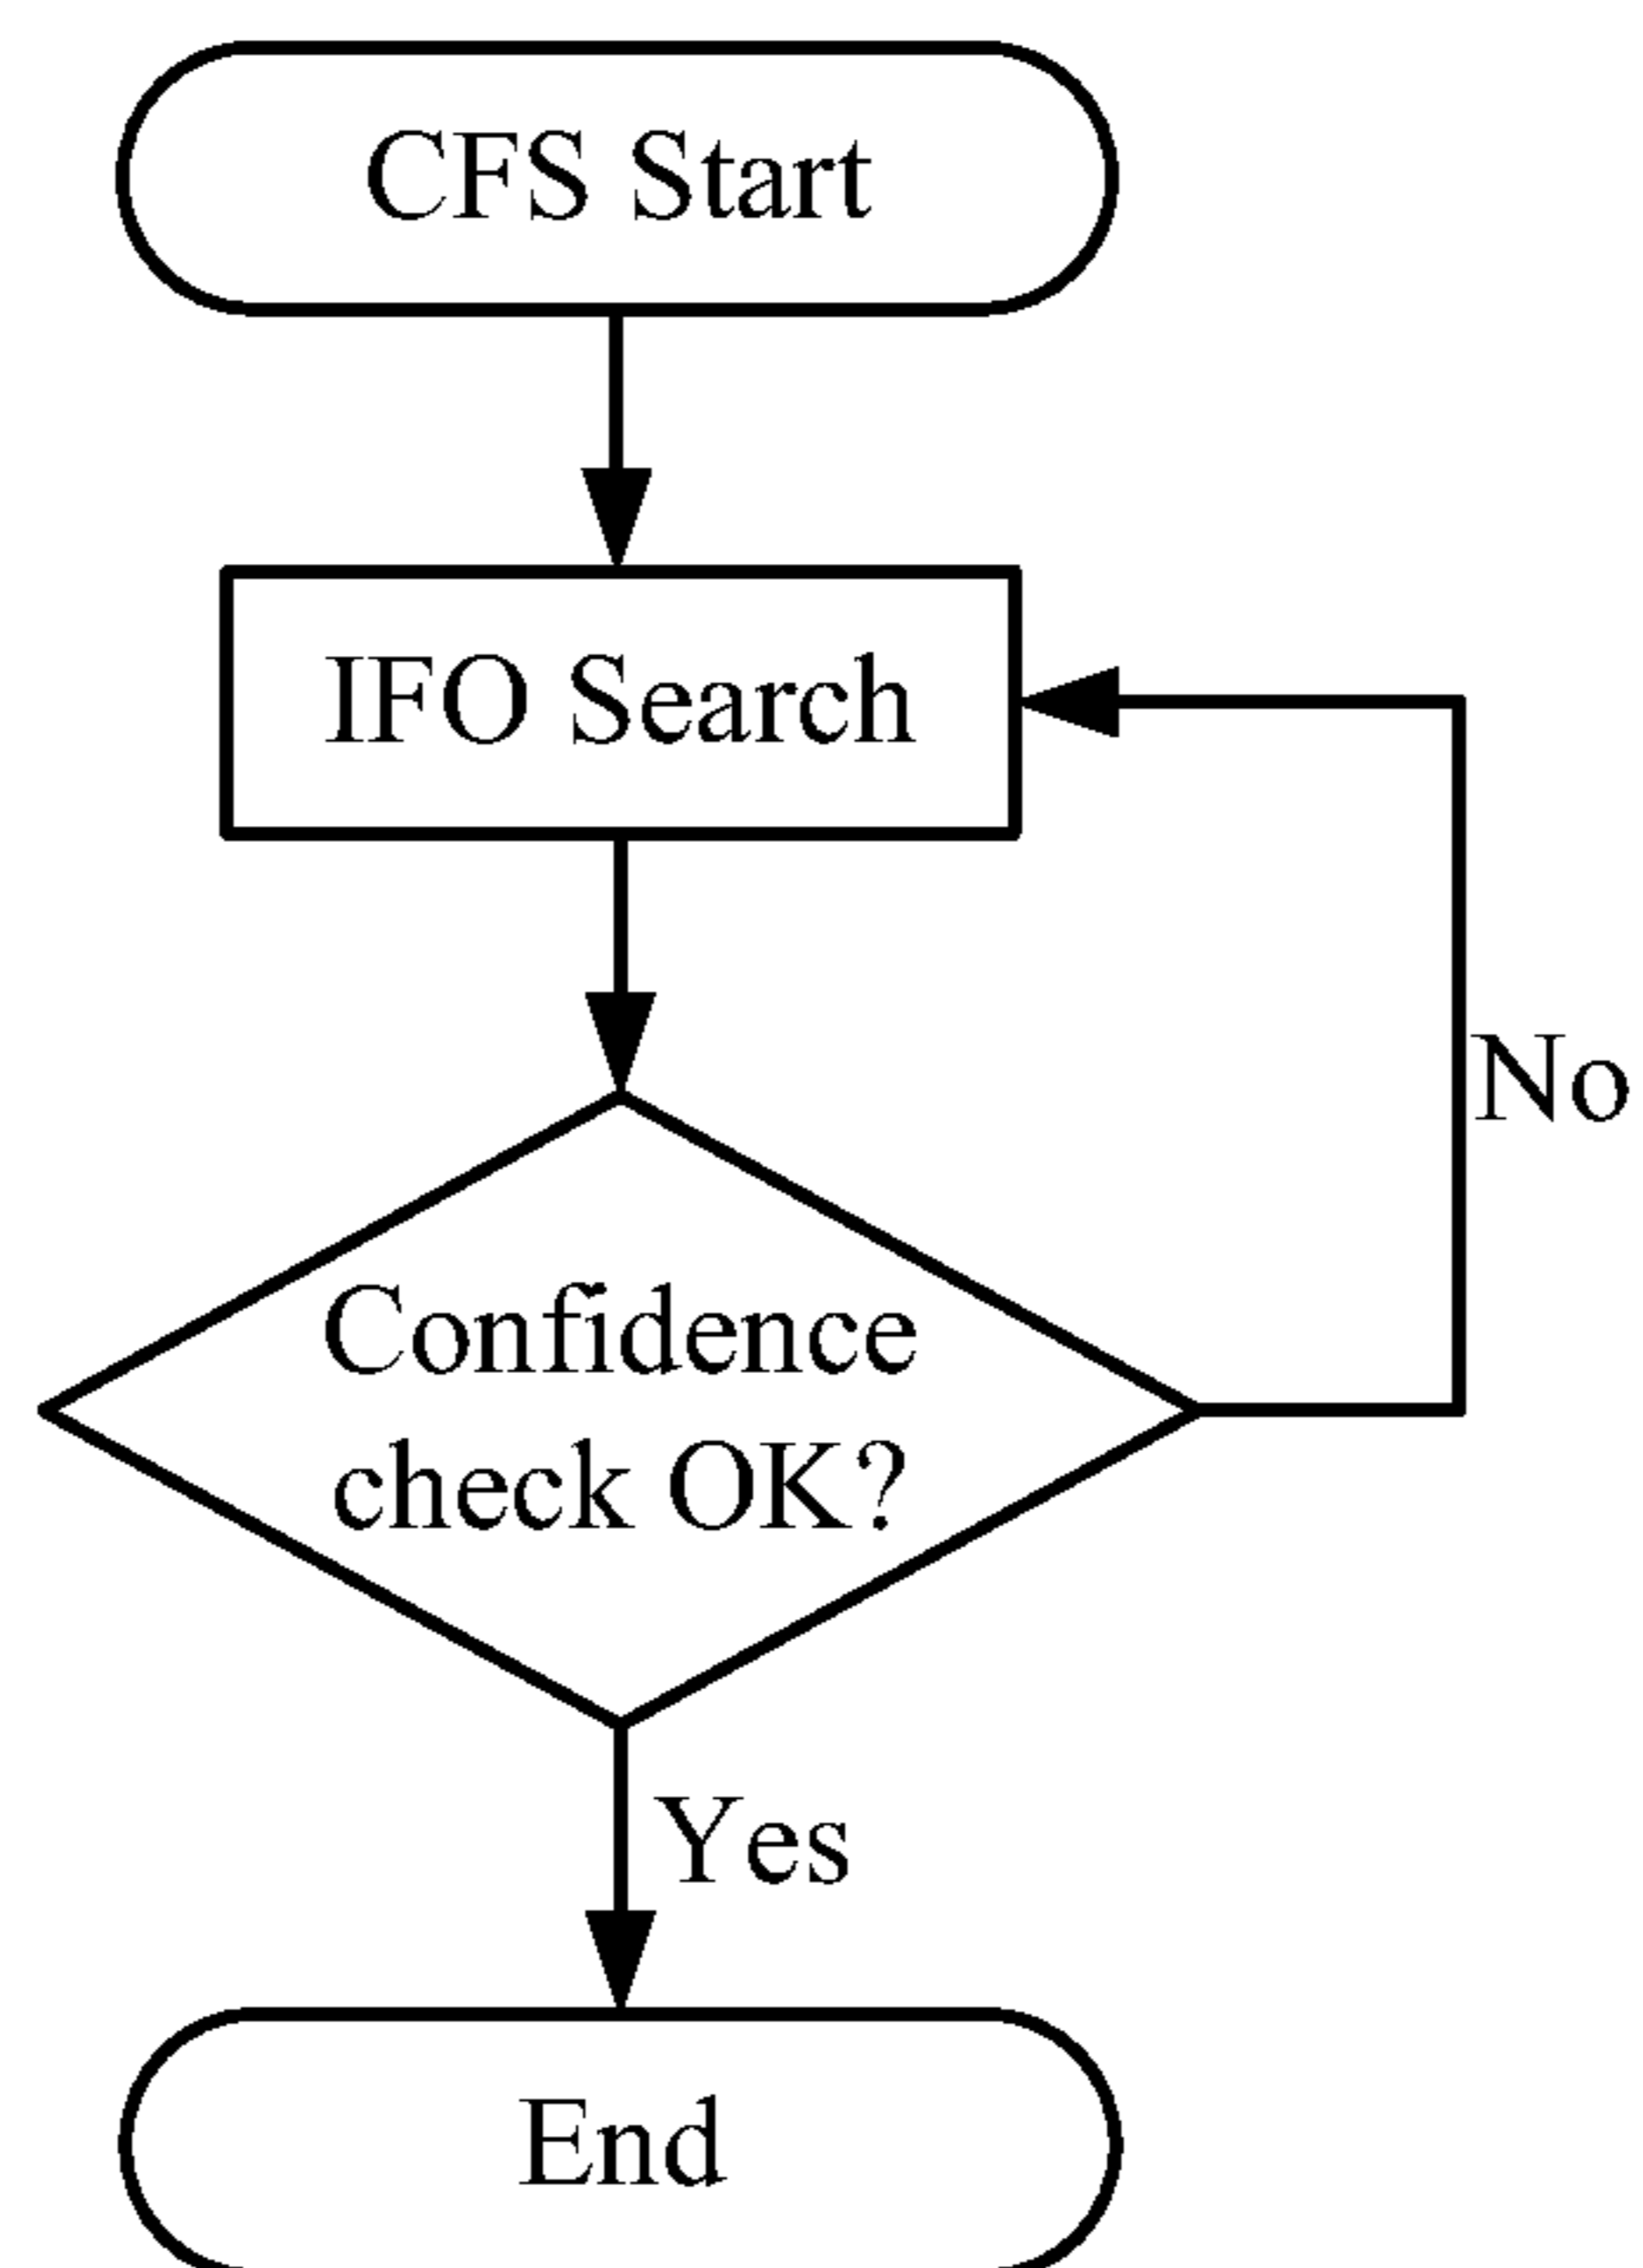 CFS Start
IFO Search
No
Confidence
check OK?
Yes
End